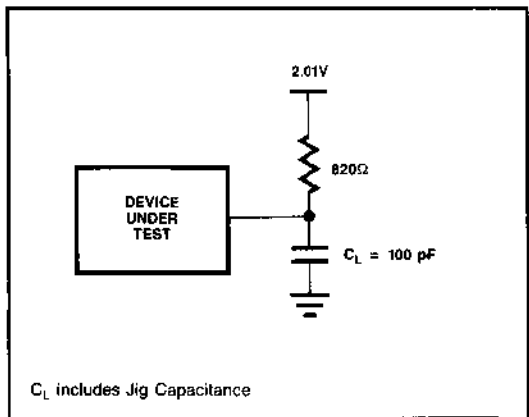 2.01V
820Ω
DEVICE
UNDER
TEST
C_L = 100 pF
C_L includes Jig Capacitance